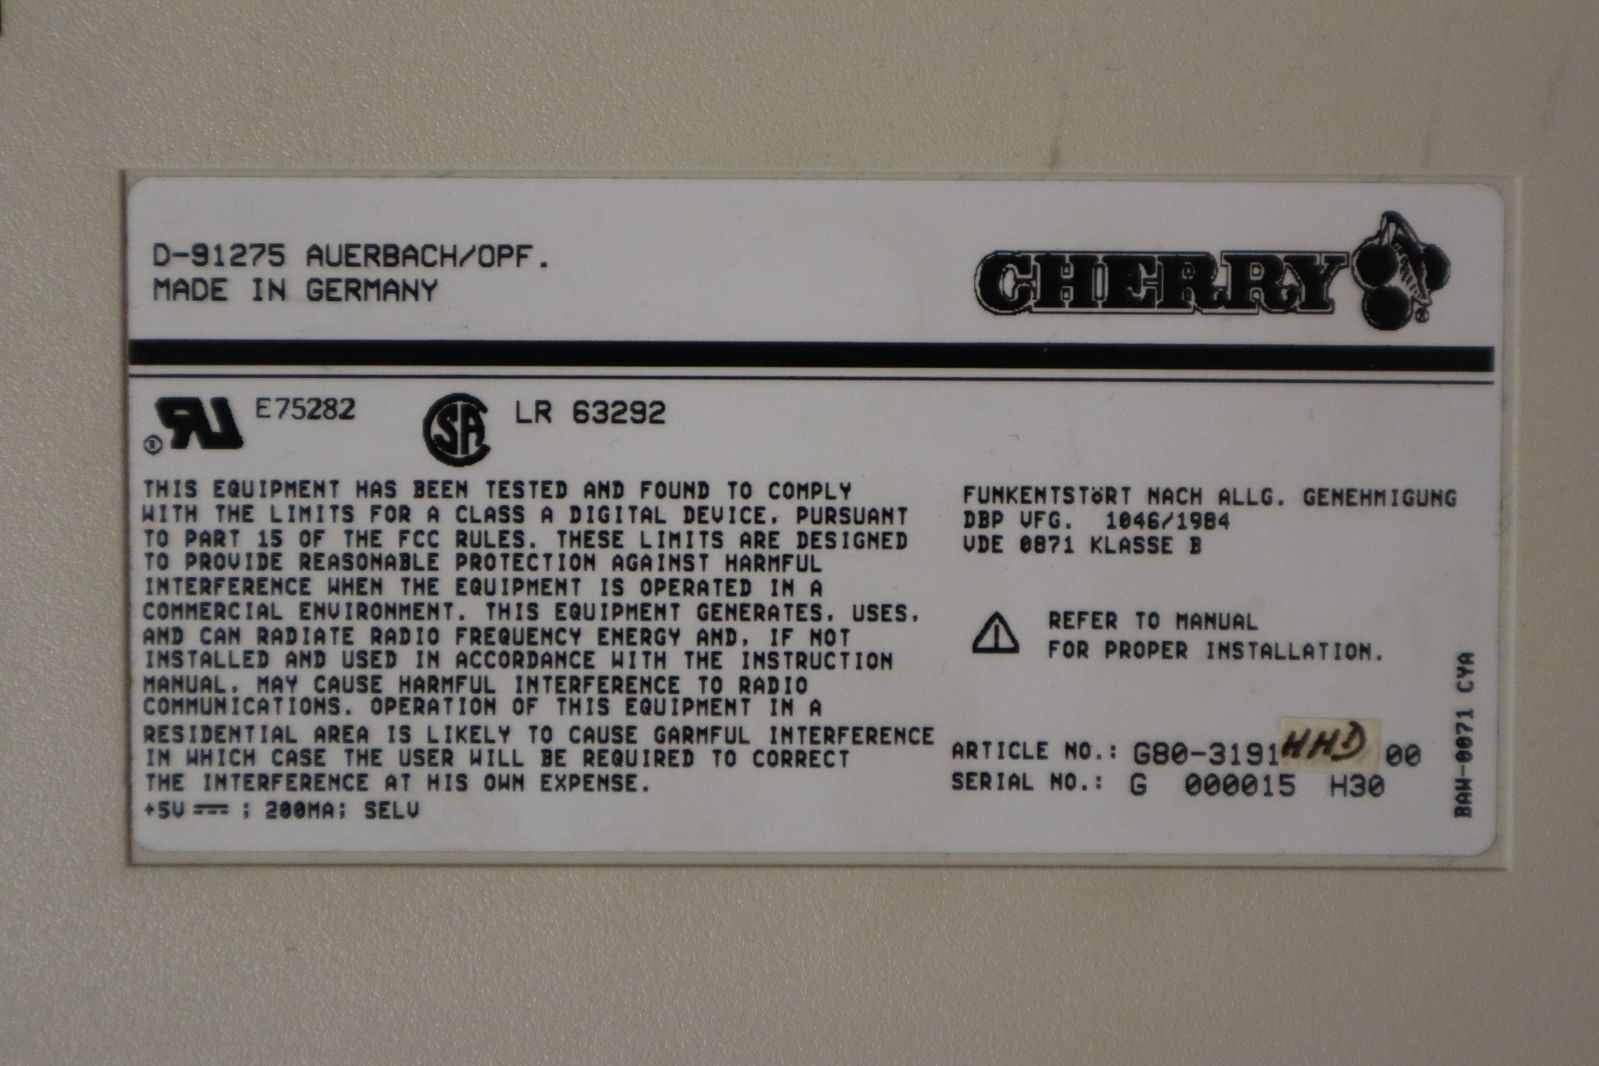 D-91275 AUERBACH/OPF.
MADE IN GERMANY
CHERRY
®
®
E75282
SA
LR 63292
THIS EQUIPMENT HAS BEEN TESTED AND FOUND TO COMPLY
WITH THE LIMITS FOR A CLASS A DIGITAL DEVICE, PURSUANT
TO PART 15 OF THE FCC RULES. THESE LIMITS ARE DESIGNED
TO PROVIDE REASONABLE PROTECTION AGAINST HARMFUL
INTERFERENCE WHEN THE EQUIPMENT IS OPERATED IN A
COMMERCIAL ENVIRONMENT. THIS EQUIPMENT GENERATES, USES,
AND CAN RADIATE RADIO FREQUENCY ENERGY AND, IF NOT
INSTALLED AND USED IN ACCORDANCE WITH THE INSTRUCTION
MANUAL, MAY CAUSE HARMFUL INTERFERENCE TO RADIO
COMMUNICATIONS. OPERATION OF THIS EQUIPMENT IN A
RESIDENTIAL AREA IS LIKELY TO CAUSE GARMFUL INTERFERENCE
IN WHICH CASE THE USER WILL BE REQUIRED TO CORRECT
THE INTERFERENCE AT HIS OWN EXPENSE.
+5V ⎓ ; 200MA; SELV
FUNKENTSTöRT NACH ALLG. GENEHMIGUNG
DBP VFG. 1046/1984
VDE 0871 KLASSE B
REFER TO MANUAL
FOR PROPER INSTALLATION.
ARTICLE NO.: G80-3191HHD 00
SERIAL NO.: G 000015 H30
BAW-0071 CYA